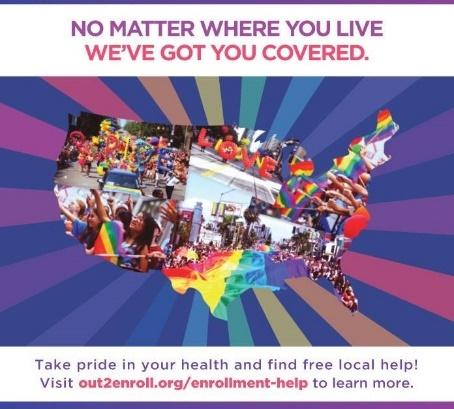 NO MATTER WHERE YOU LIVE
WE'VE GOT YOU COVERED.
LOVE
Take pride in your health and find free local help!
Visit out2enroll.org/enrollment-help to learn more.